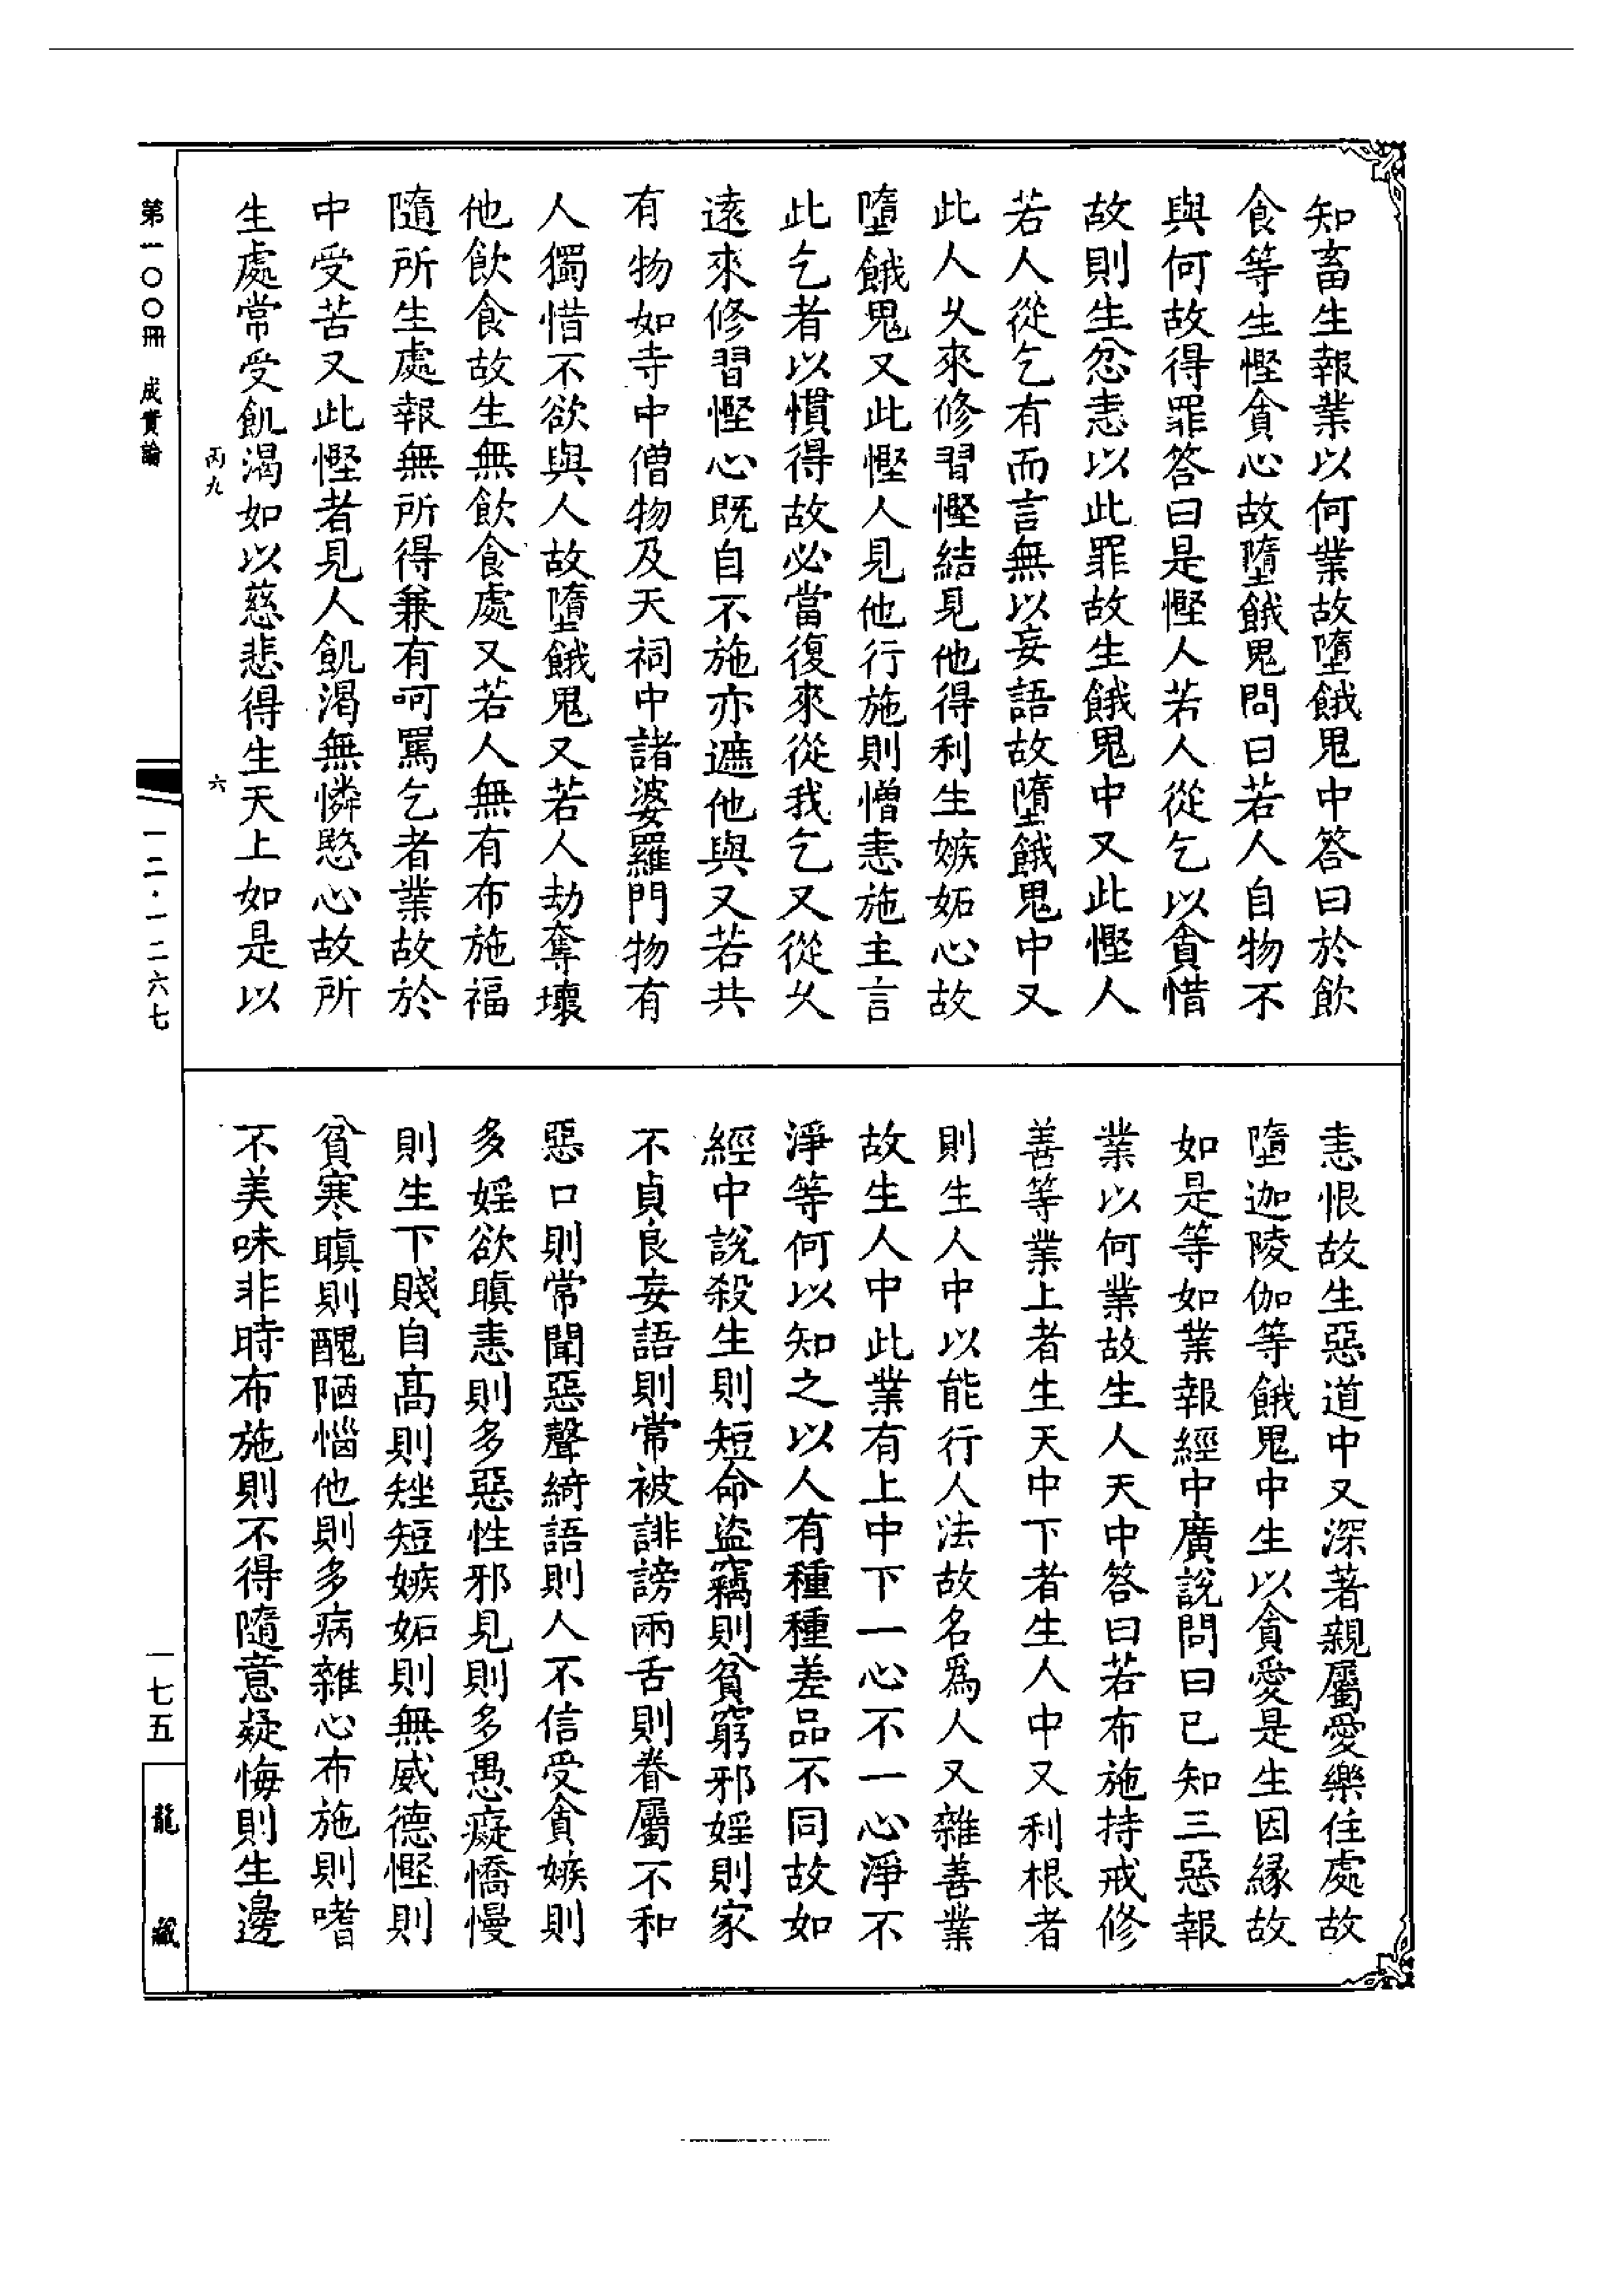 知畜生報業以何業故墮餓鬼中答曰於飲
食等生慳貪心故墮餓鬼問曰若人自物不
與何故得罪答曰是慳人若人從乞以貪惜
故則生忿恚以此罪故生餓鬼中又此慳人
若人從乞有而言無以妄語故墮餓鬼中又
此人久來修習慳結見他得利生嫉妬心故
墮餓鬼又此慳人見他行施則憎恚施主言
此乞者以慣得故必當復來從我乞又從久
遠來修習慳心既自不施亦遮他與又若共
有物如寺中僧物及天祠中諸婆羅門物有
人獨惜不欲與人故墮餓鬼又若人劫奪壞
他飲食故生無飲食處又若人無有布施福
隨所生處報無所得兼有呵罵乞者業故於
中受苦又此慳者見人飢渴無憐愍心故所
生處常受飢渴如以慈悲得生天上如是以
恚恨故生惡道中又深著親屬愛樂住處故
墮迦陵伽等餓鬼中生以貪愛是生因緣故
如是等如業報經中廣說問曰已知三惡報
業以何業故生人天中答曰若布施持戒修
善等業上者生天中下者生人中又利根者
則生人中以能行人法故名爲人又雜善業
故生人中此業有上中下一心不一心淨不
淨等何以知之以人有種種差品不同故如
經中說殺生則短命盜竊則貧窮邪婬則家
不貞良妄語則常被誹謗兩舌則眷屬不和
惡口則常聞惡聲綺語則人不信受貪嫉則
多婬欲瞋恚則多惡性邪見則多愚癡憍慢
則生下賤自高則矬短嫉妬則無威德慳則
貧寒瞋則醜陋惱他則多病雜心布施則嗜
不美味非時布施則不得隨意疑悔則生邊
丙九
六
第一〇〇冊 成實論
一二·一二六七
一七五
龍藏